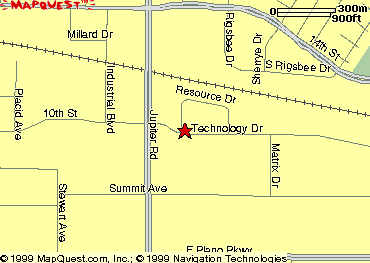 MAPQUEST
0 300m
900ft
Millard Dr
Rigsbee Dr
Sherrye Dr
14th St
S Rigsbee Dr
Industrial Blvd
Placid Ave
Resource Dr
10th St
Jupiter Rd
Technology Dr
Matrix Dr
Summit Ave
Stewart Ave
E Plano Pkwy
© 1999 MapQuest.com, Inc.; © 1999 Navigation Technologies